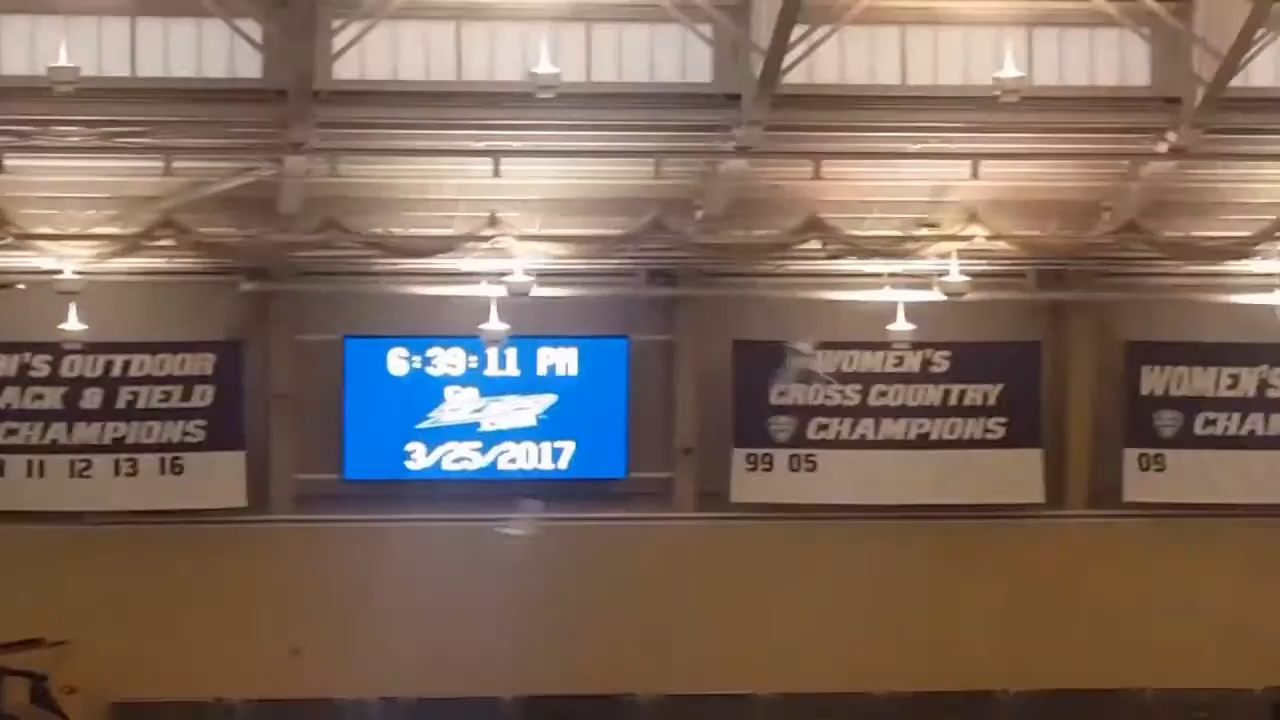 N'S OUTDOOR
ACK & FIELD
CHAMPIONS
11 12 13 16
6:39:11 PM
3/25/2017
WOMEN'S
CROSS COUNTRY
CHAMPIONS
99 05
WOMEN'S
CHA
09